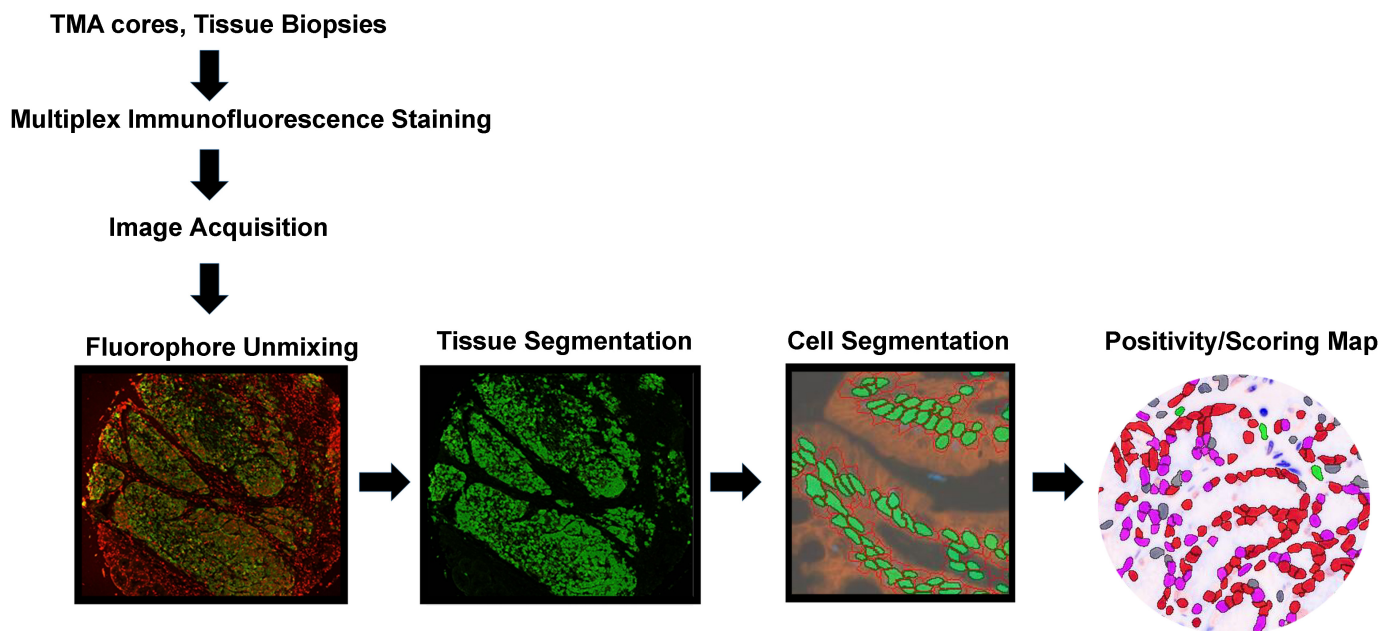 TMA cores, Tissue Biopsies
Multiplex Immunofluorescence Staining
Image Acquisition
Fluorophore Unmixing
Tissue Segmentation
Cell Segmentation
Positivity/Scoring Map